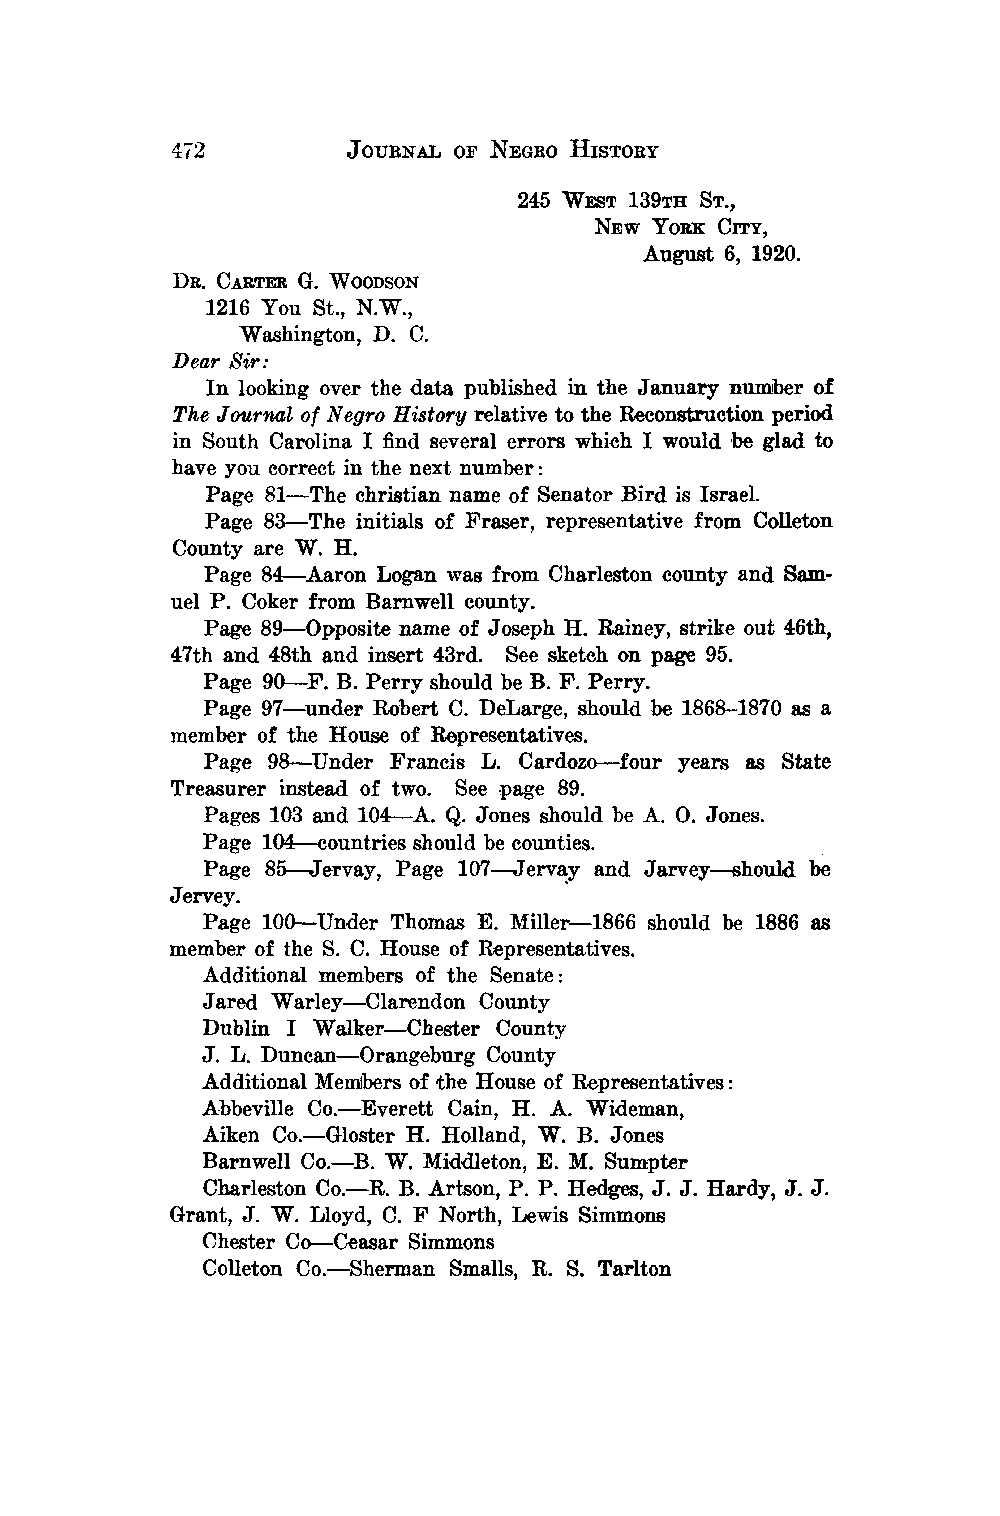 472 JOURNAL OF NEGRO HISTORY
245 WEST 139TH ST.,
NEW YORK CITY,
August 6, 1920.
DR. CARTER G. WOODSON
1216 You St., N.W.,
Washington, D. C.
Dear Sir:
In looking over the data published in the January number of
The Journal of Negro History relative to the Reconstruction period
in South Carolina I find several errors which I would be glad to
have you correct in the next number:
Page 81—The christian name of Senator Bird is Israel.
Page 83—The initials of Fraser, representative from Colleton
County are W. H.
Page 84—Aaron Logan was from Charleston county and Sam-
uel P. Coker from Barnwell county.
Page 89—Opposite name of Joseph H. Rainey, strike out 46th,
47th and 48th and insert 43rd. See sketch on page 95.
Page 90—F. B. Perry should be B. F. Perry.
Page 97—under Robert C. DeLarge, should be 1868–1870 as a
member of the House of Representatives.
Page 98—Under Francis L. Cardozo—four years as State
Treasurer instead of two. See page 89.
Pages 103 and 104—A. Q. Jones should be A. O. Jones.
Page 104—countries should be counties.
Page 85—Jervay, Page 107—Jervay and Jarvey—should be
Jervey.
Page 100—Under Thomas E. Miller—1866 should be 1886 as
member of the S. C. House of Representatives.
Additional members of the Senate:
Jared Warley—Clarendon County
Dublin I Walker—Chester County
J. L. Duncan—Orangeburg County
Additional Members of the House of Representatives:
Abbeville Co.—Everett Cain, H. A. Wideman,
Aiken Co.—Gloster H. Holland, W. B. Jones
Barnwell Co.—B. W. Middleton, E. M. Sumpter
Charleston Co.—R. B. Artson, P. P. Hedges, J. J. Hardy, J. J.
Grant, J. W. Lloyd, C. F North, Lewis Simmons
Chester Co—Ceasar Simmons
Colleton Co.—Sherman Smalls, R. S. Tarlton